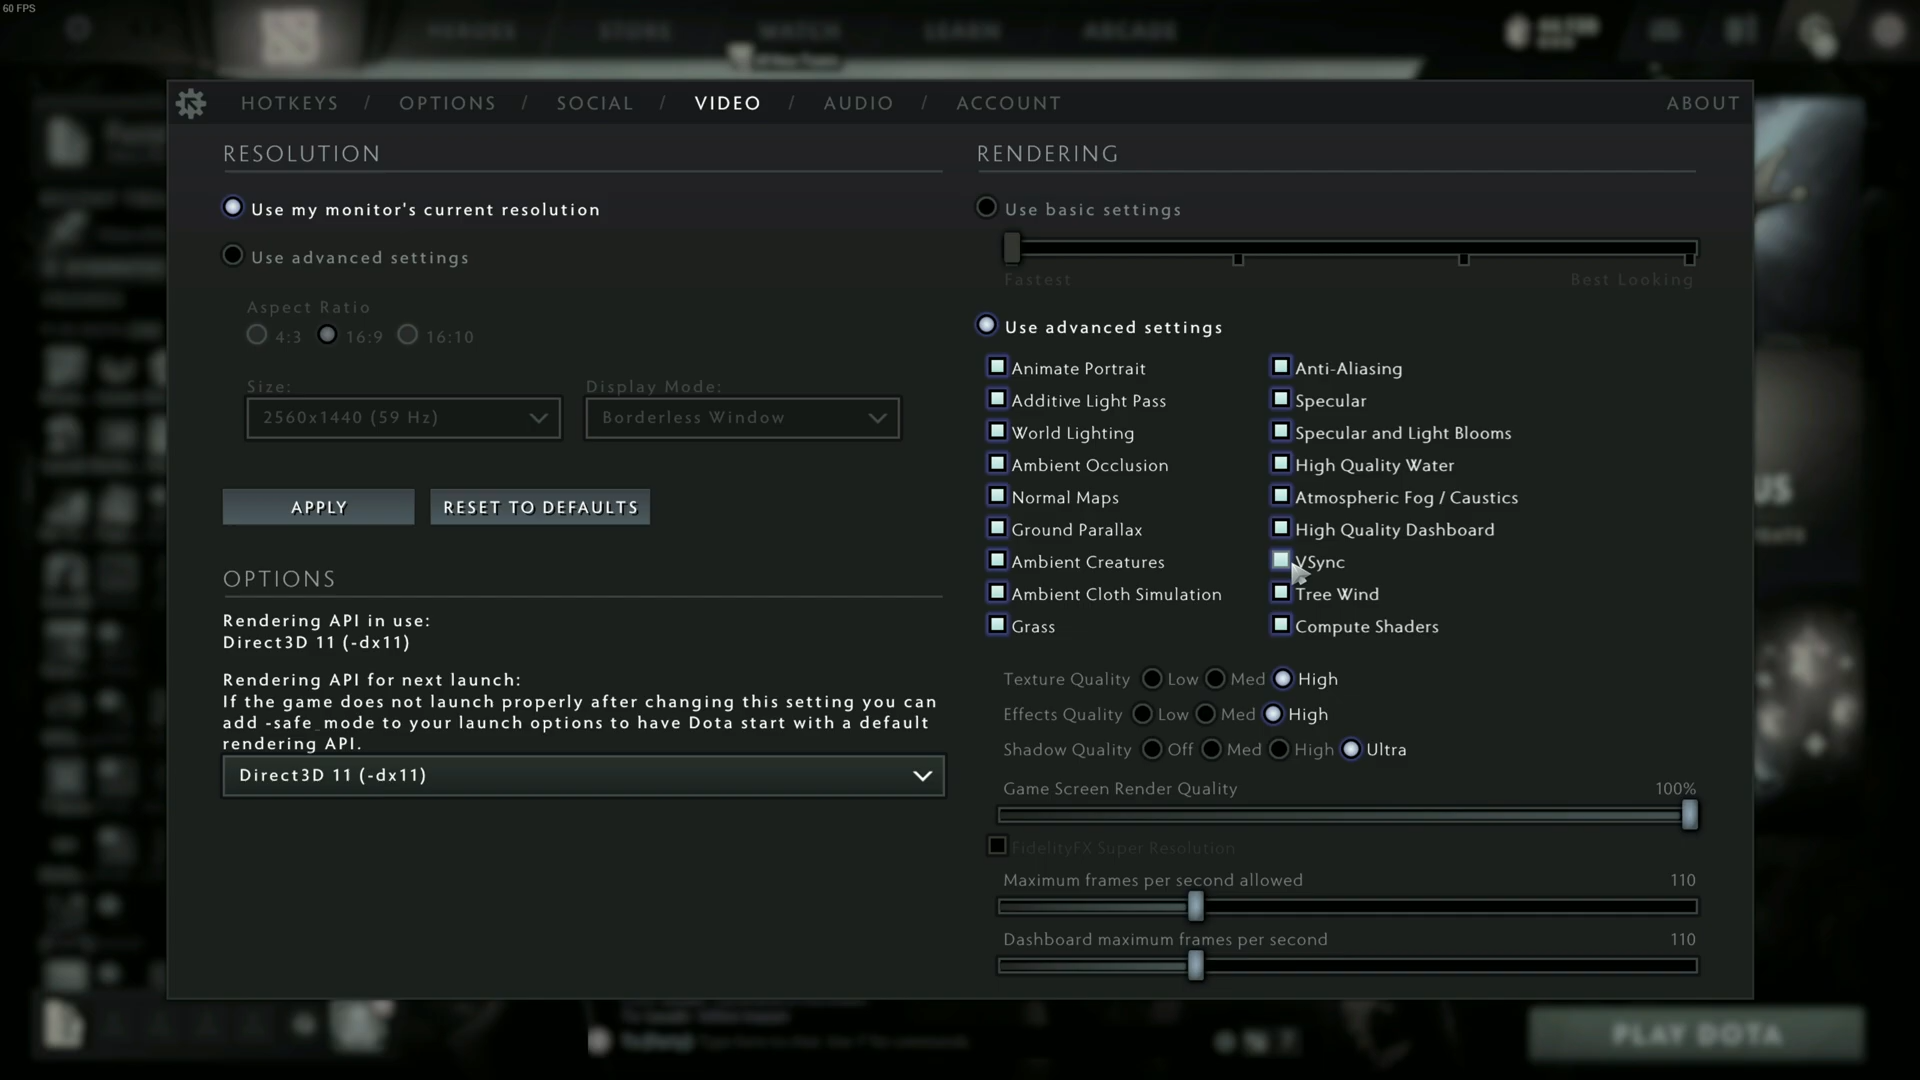 60 FPS
HEROES STORE WATCH LEARN ARCADE
HOTKEYS / OPTIONS / SOCIAL / VIDEO / AUDIO / ACCOUNT ABOUT
RESOLUTION
Use my monitor's current resolution
Use advanced settings
Aspect Ratio
4:3 16:9 16:10
Size: Display Mode:
2560x1440 (59 Hz) Borderless Window
APPLY RESET TO DEFAULTS
OPTIONS
Rendering API in use:
Direct3D 11 (-dx11)
Rendering API for next launch:
If the game does not launch properly after changing this setting you can
add -safe_mode to your launch options to have Dota start with a default
rendering API.
Direct3D 11 (-dx11)
RENDERING
Use basic settings
Fastest Best Looking
Use advanced settings
Animate Portrait Anti-Aliasing
Additive Light Pass Specular
World Lighting Specular and Light Blooms
Ambient Occlusion High Quality Water
Normal Maps Atmospheric Fog / Caustics
Ground Parallax High Quality Dashboard
Ambient Creatures VSync
Ambient Cloth Simulation Tree Wind
Grass Compute Shaders
Texture Quality Low Med High
Effects Quality Low Med High
Shadow Quality Off Med High Ultra
Game Screen Render Quality 100%
FidelityFX Super Resolution
Maximum frames per second allowed 110
Dashboard maximum frames per second 110
PLAY DOTA